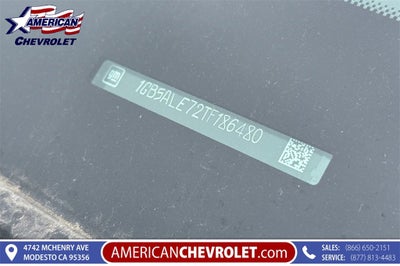 AMERICAN
CHEVROLET
GM
1GB5ALE72TF186480
4742 MCHENRY AVE
MODESTO CA 95356
AMERICANCHEVROLET.com
SALES: (866) 650-2151
SERVICE: (877) 813-4483